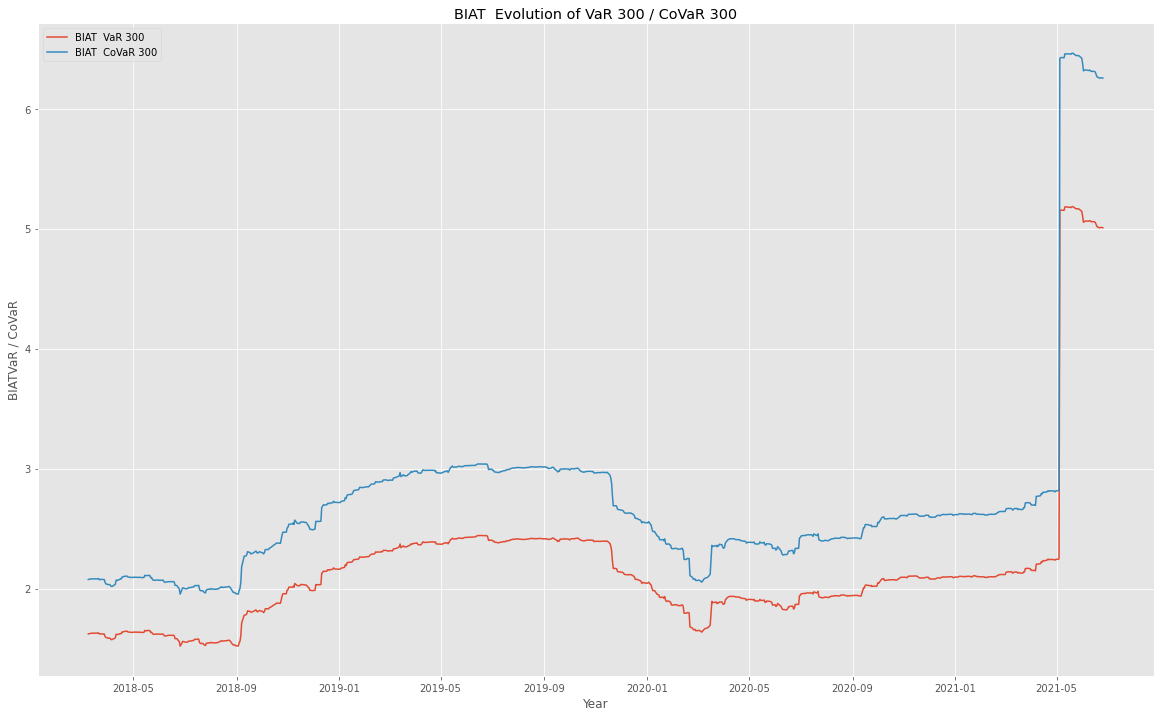 BIAT  Evolution of VaR 300 / CoVaR 300
BIAT  VaR 300
BIAT  CoVaR 300
BIATVaR / CoVaR
6
5
4
3
2
2018-05 2018-09 2019-01 2019-05 2019-09 2020-01 2020-05 2020-09 2021-01 2021-05
Year